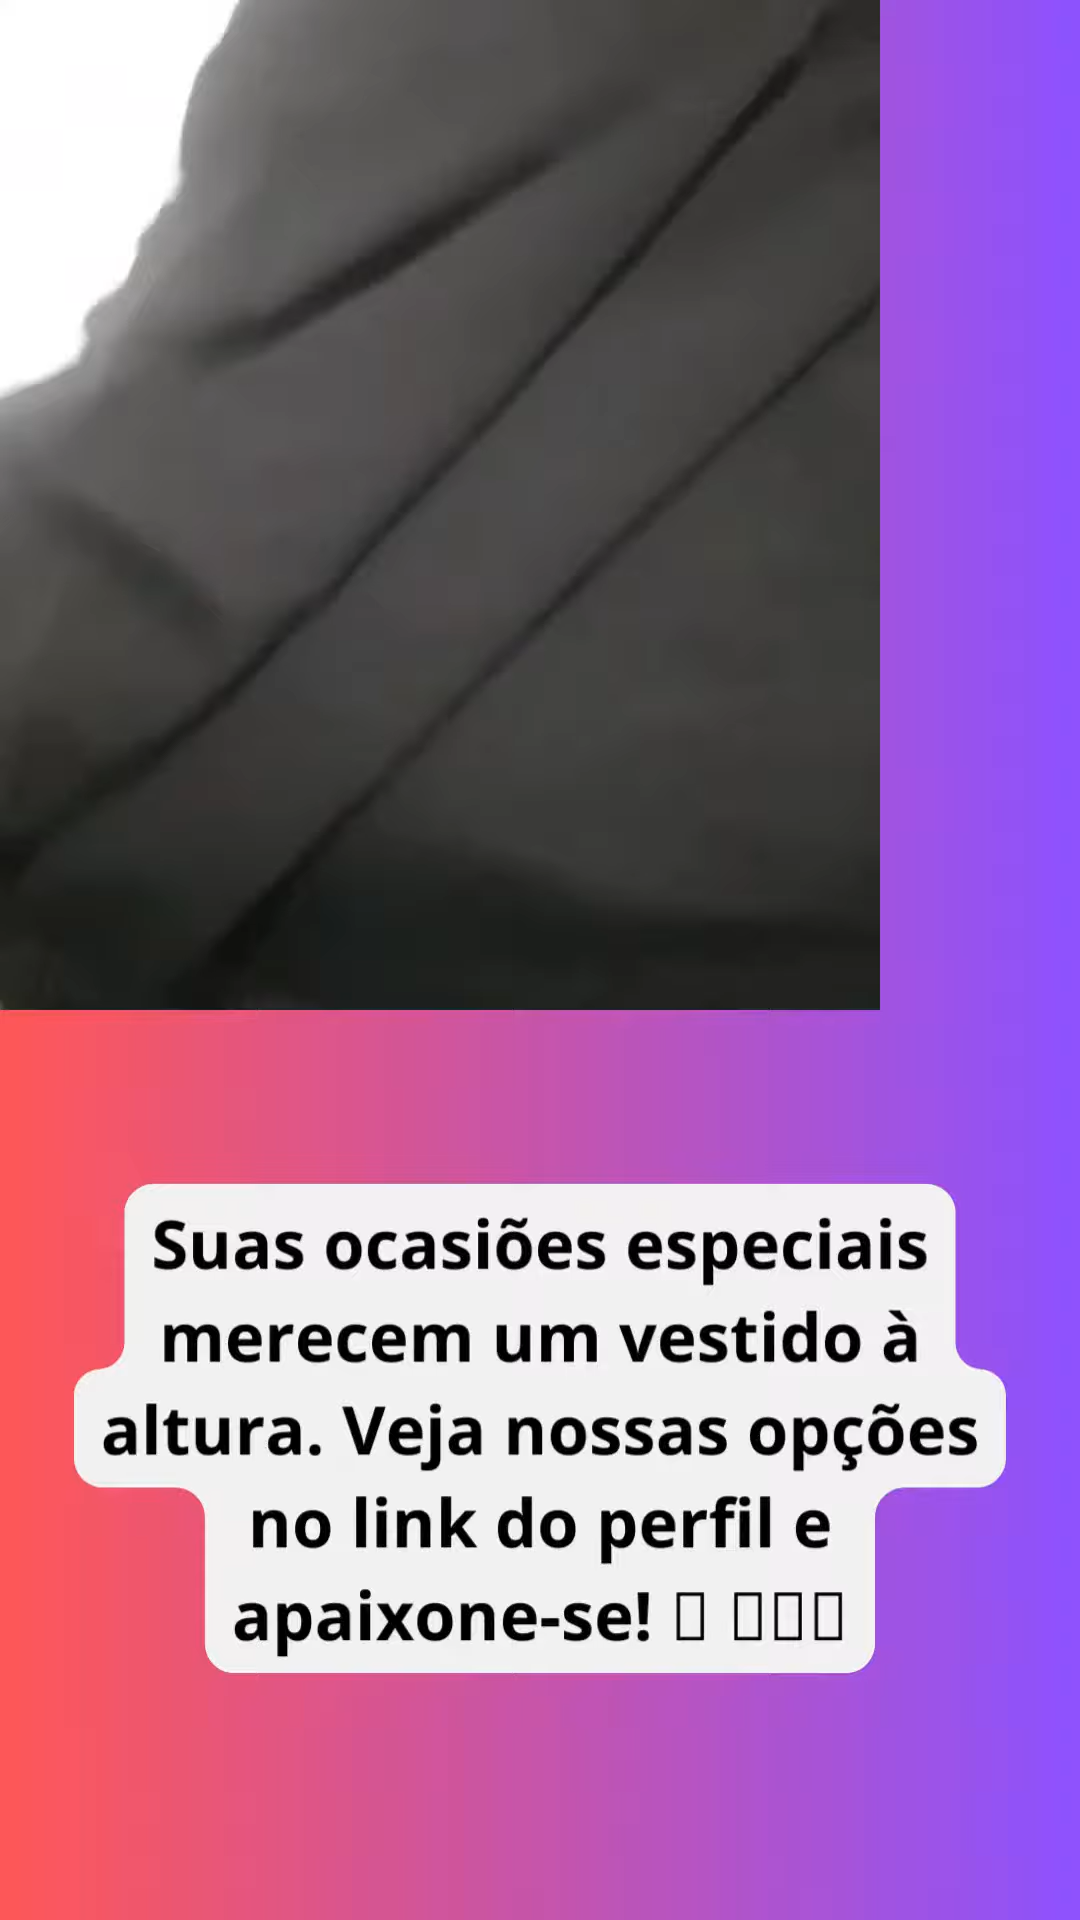 Suas ocasiões especiais
merecem um vestido à
altura. Veja nossas opções
no link do perfil e
apaixone-se!